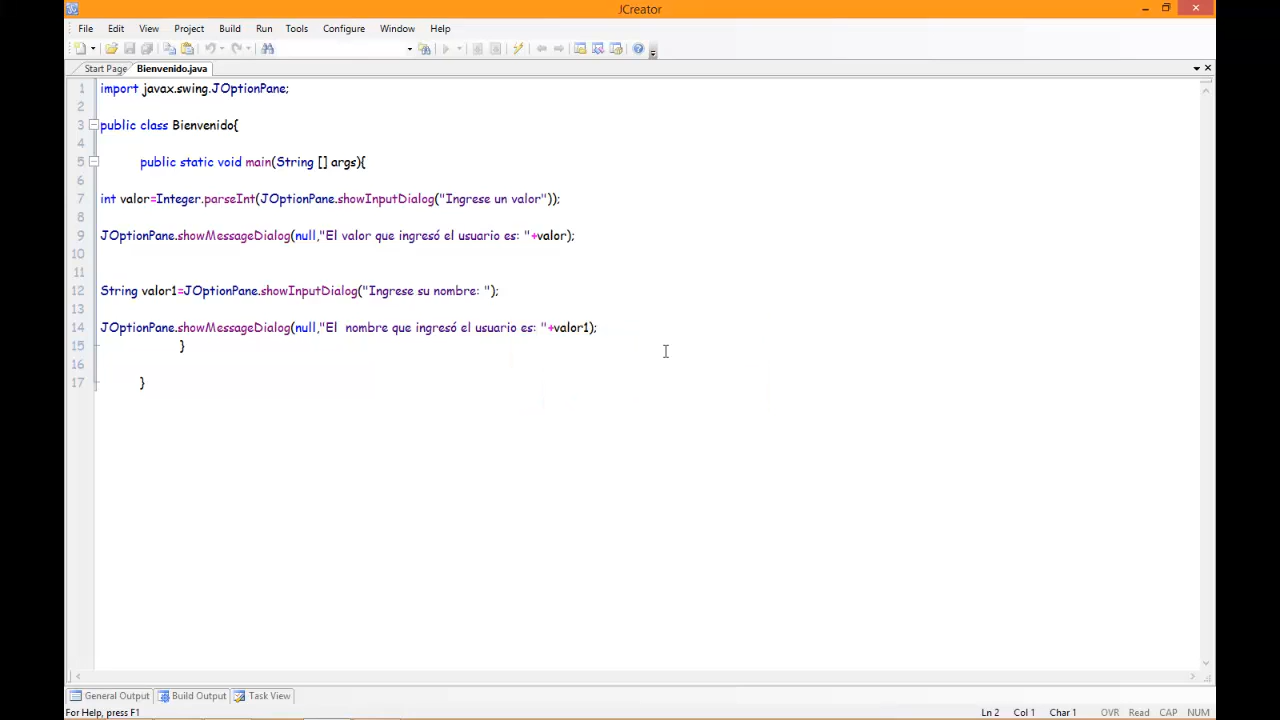 JCreator
File Edit View Project Build Run Tools Configure Window Help
Start Page Bienvenido.java
1 import javax.swing.JOptionPane;
2
3 public class Bienvenido{
4
5 public static void main(String [] args){
6
7 int valor=Integer.parseInt(JOptionPane.showInputDialog("Ingrese un valor"));
8
9 JOptionPane.showMessageDialog(null,"El valor que ingresó el usuario es: "+valor);
10
11
12 String valor1=JOptionPane.showInputDialog("Ingrese su nombre: ");
13
14 JOptionPane.showMessageDialog(null,"El  nombre que ingresó el usuario es: "+valor1);
15 }
16
17 }
General Output Build Output Task View
For Help, press F1 Ln 2 Col 1 Char 1 OVR Read CAP NUM